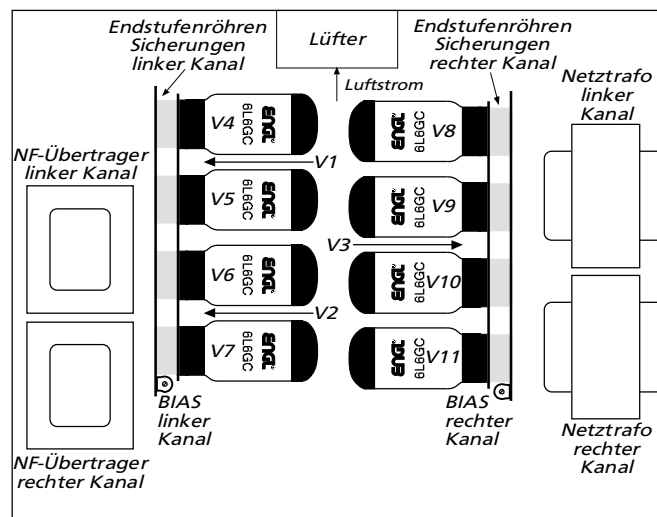 Endstufenröhren
Sicherungen
linker Kanal
Lüfter
Endstufenröhren
Sicherungen
rechter Kanal
Luftstrom
Netztrafo
linker
Kanal
NF-Übertrager
linker Kanal
V4
6L6GC
ENGL
V8
6L6GC
ENGL
V1
V5
6L6GC
ENGL
V9
6L6GC
ENGL
V3
V6
6L6GC
ENGL
V10
6L6GC
ENGL
V2
V7
6L6GC
ENGL
V11
6L6GC
ENGL
BIAS
linker
Kanal
BIAS
rechter
Kanal
NF-Übertrager
rechter Kanal
Netztrafo
rechter
Kanal